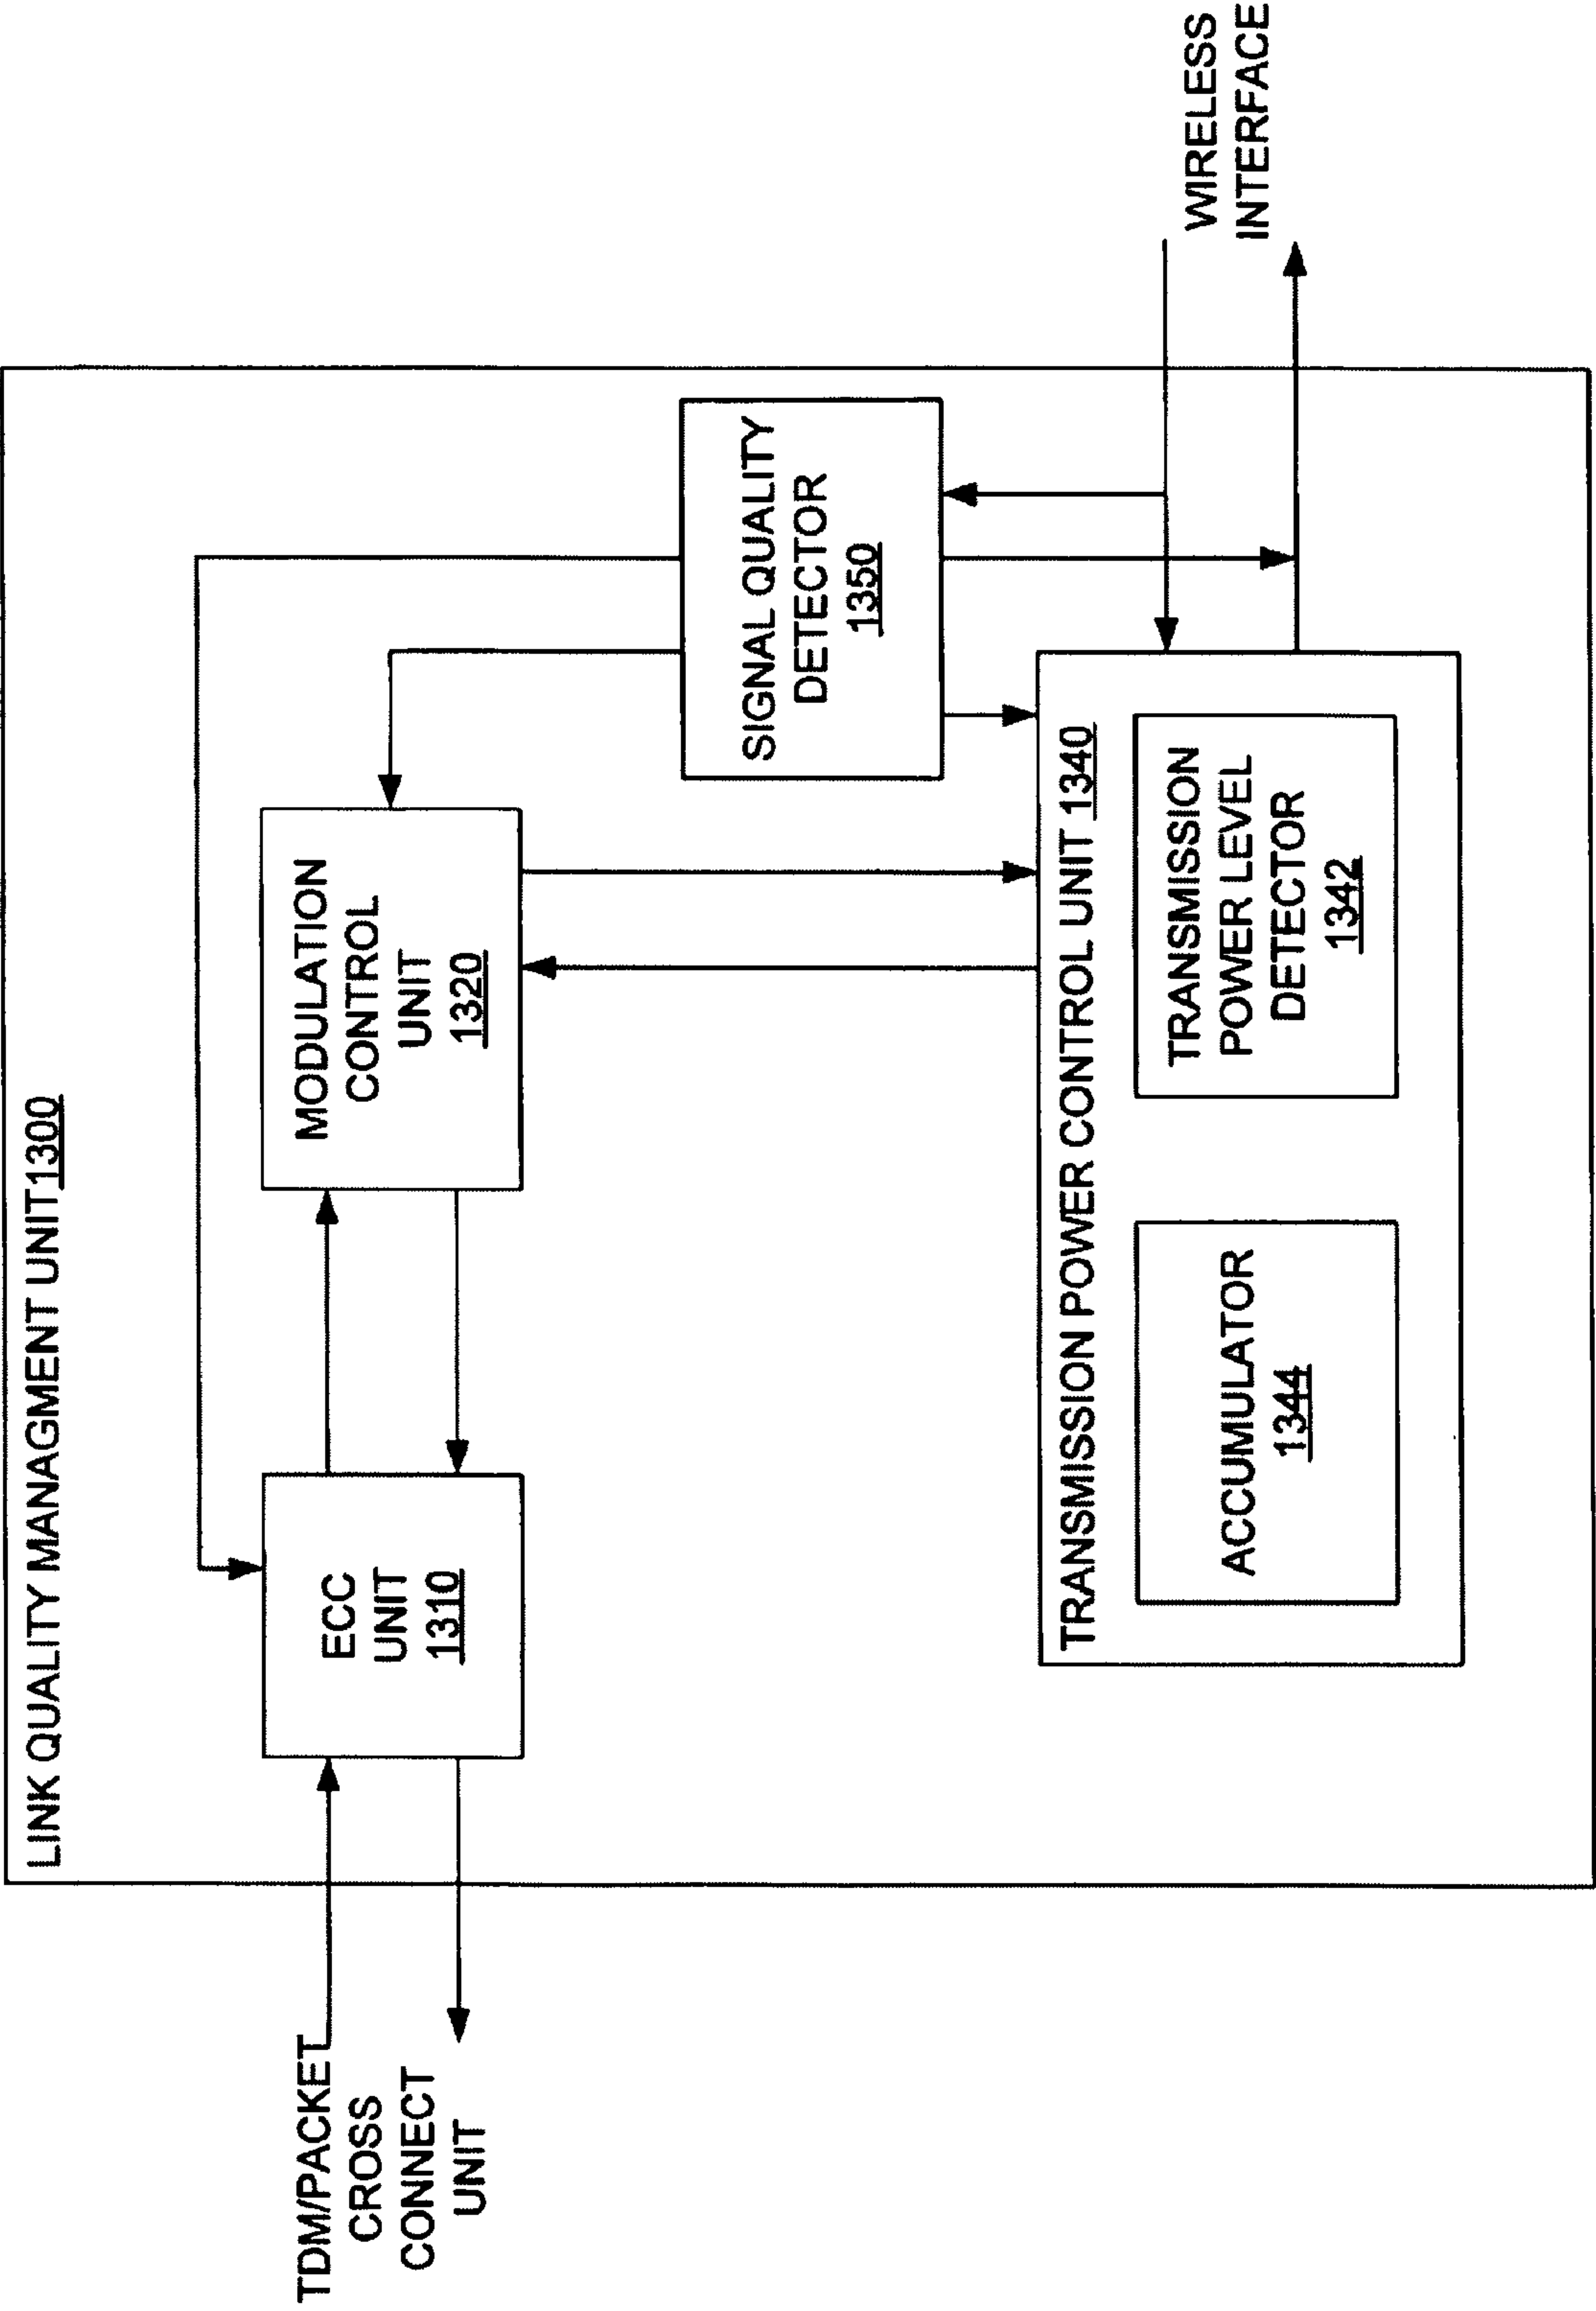 LINK QUALITY MANAGMENT UNIT1300
TDM/PACKET
CROSS
CONNECT
UNIT
ECC
UNIT
1310
MODULATION
CONTROL
UNIT
1320
SIGNAL QUALITY
DETECTOR
1350
TRANSMISSION POWER CONTROL UNIT 1340
ACCUMULATOR
1344
TRANSMISSION
POWER LEVEL
DETECTOR
1342
WIRELESS
INTERFACE